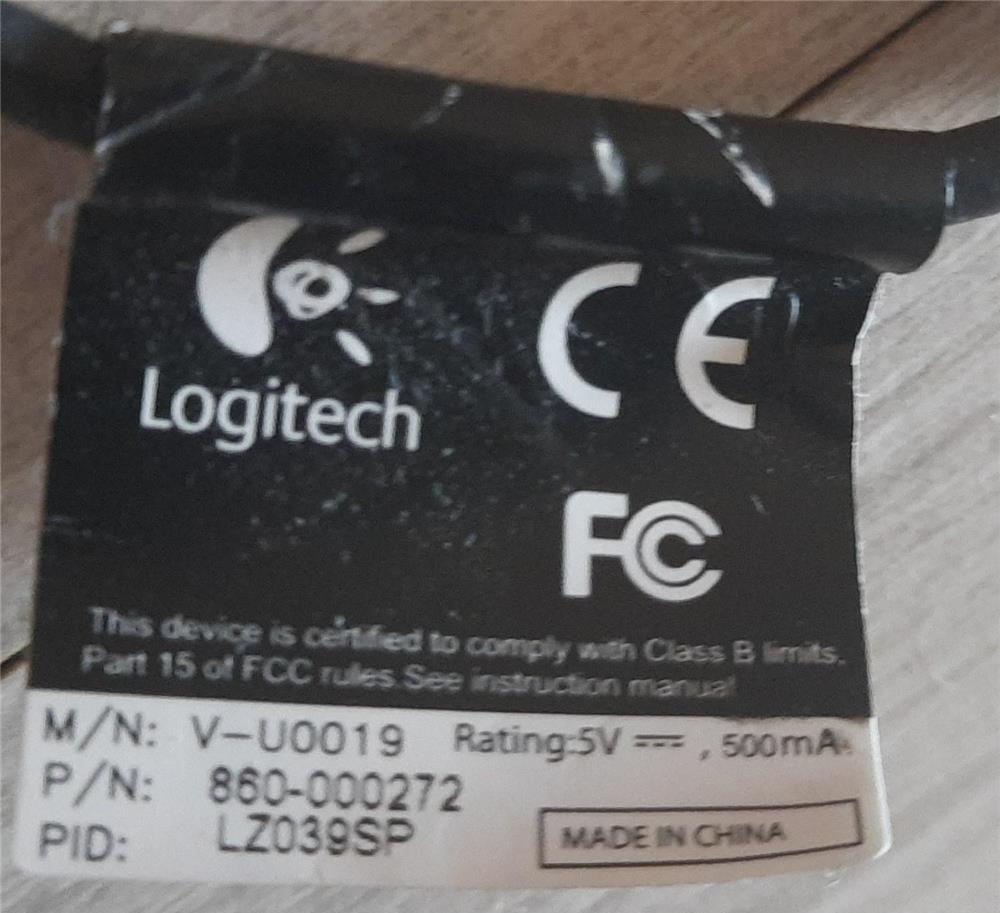 Logitech
CE
FC
This device is certified to comply with Class B limits.
Part 15 of FCC rules.See instruction manual
M/N: V-U0019 Rating:5V ⎓, 500mA
P/N: 860-000272
PID: LZ039SP
MADE IN CHINA